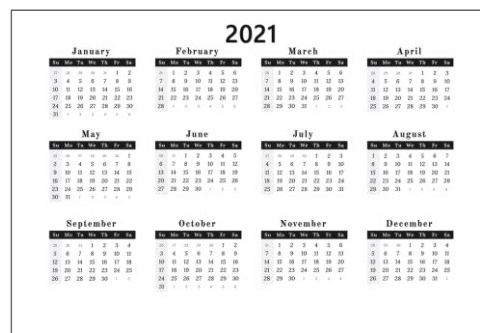 2021
January
Su Mo Tu We Th Fr Sa
1 2
3 4 5 6 7 8 9
10 11 12 13 14 15 16
17 18 19 20 21 22 23
24 25 26 27 28 29 30
31
February
Su Mo Tu We Th Fr Sa
1 2 3 4 5 6
7 8 9 10 11 12 13
14 15 16 17 18 19 20
21 22 23 24 25 26 27
28
March
Su Mo Tu We Th Fr Sa
1 2 3 4 5 6
7 8 9 10 11 12 13
14 15 16 17 18 19 20
21 22 23 24 25 26 27
28 29 30 31
April
Su Mo Tu We Th Fr Sa
1 2 3
4 5 6 7 8 9 10
11 12 13 14 15 16 17
18 19 20 21 22 23 24
25 26 27 28 29 30
May
Su Mo Tu We Th Fr Sa
1
2 3 4 5 6 7 8
9 10 11 12 13 14 15
16 17 18 19 20 21 22
23 24 25 26 27 28 29
30 31
June
Su Mo Tu We Th Fr Sa
1 2 3 4 5
6 7 8 9 10 11 12
13 14 15 16 17 18 19
20 21 22 23 24 25 26
27 28 29 30
July
Su Mo Tu We Th Fr Sa
1 2 3
4 5 6 7 8 9 10
11 12 13 14 15 16 17
18 19 20 21 22 23 24
25 26 27 28 29 30 31
August
Su Mo Tu We Th Fr Sa
1 2 3 4 5 6 7
8 9 10 11 12 13 14
15 16 17 18 19 20 21
22 23 24 25 26 27 28
29 30 31
September
Su Mo Tu We Th Fr Sa
1 2 3 4
5 6 7 8 9 10 11
12 13 14 15 16 17 18
19 20 21 22 23 24 25
26 27 28 29 30
October
Su Mo Tu We Th Fr Sa
1 2
3 4 5 6 7 8 9
10 11 12 13 14 15 16
17 18 19 20 21 22 23
24 25 26 27 28 29 30
31
November
Su Mo Tu We Th Fr Sa
1 2 3 4 5 6
7 8 9 10 11 12 13
14 15 16 17 18 19 20
21 22 23 24 25 26 27
28 29 30
December
Su Mo Tu We Th Fr Sa
1 2 3 4
5 6 7 8 9 10 11
12 13 14 15 16 17 18
19 20 21 22 23 24 25
26 27 28 29 30 31